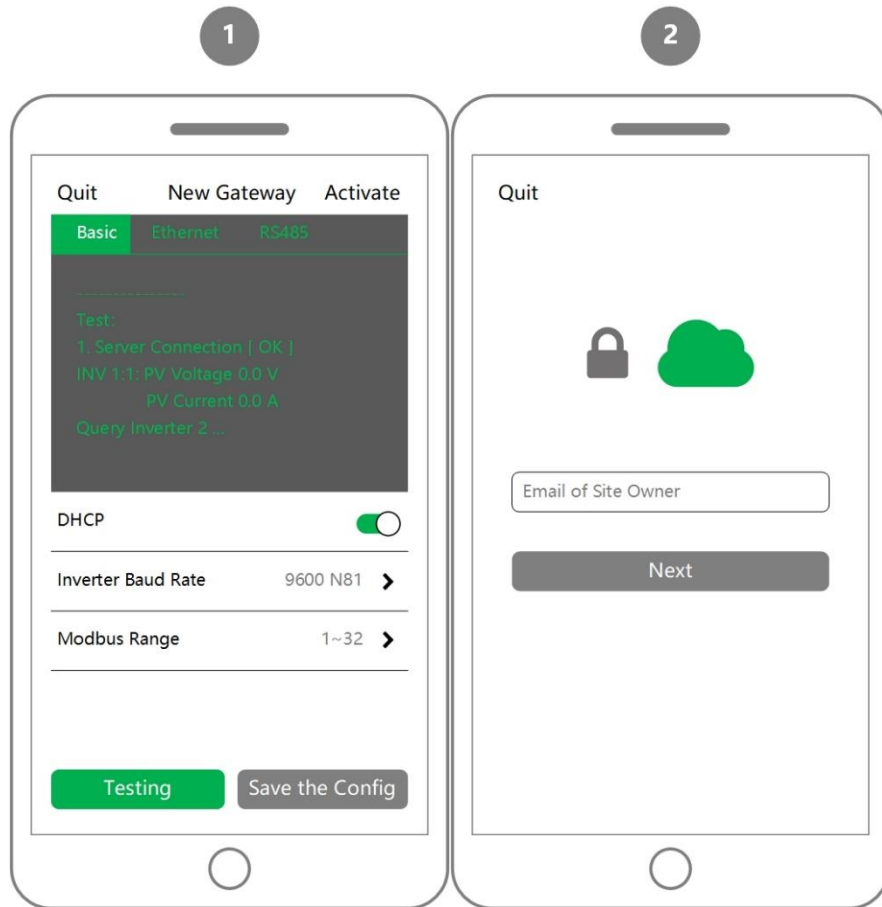 1
Quit New Gateway Activate
Basic Ethernet RS485
---------------
Test:
1. Server Connection [ OK ]
INV 1:1: PV Voltage 0.0 V
PV Current 0.0 A
Query Inverter 2 ...
DHCP
Inverter Baud Rate 9600 N81
Modbus Range 1~32
Testing Save the Config
2
Quit
Email of Site Owner
Next